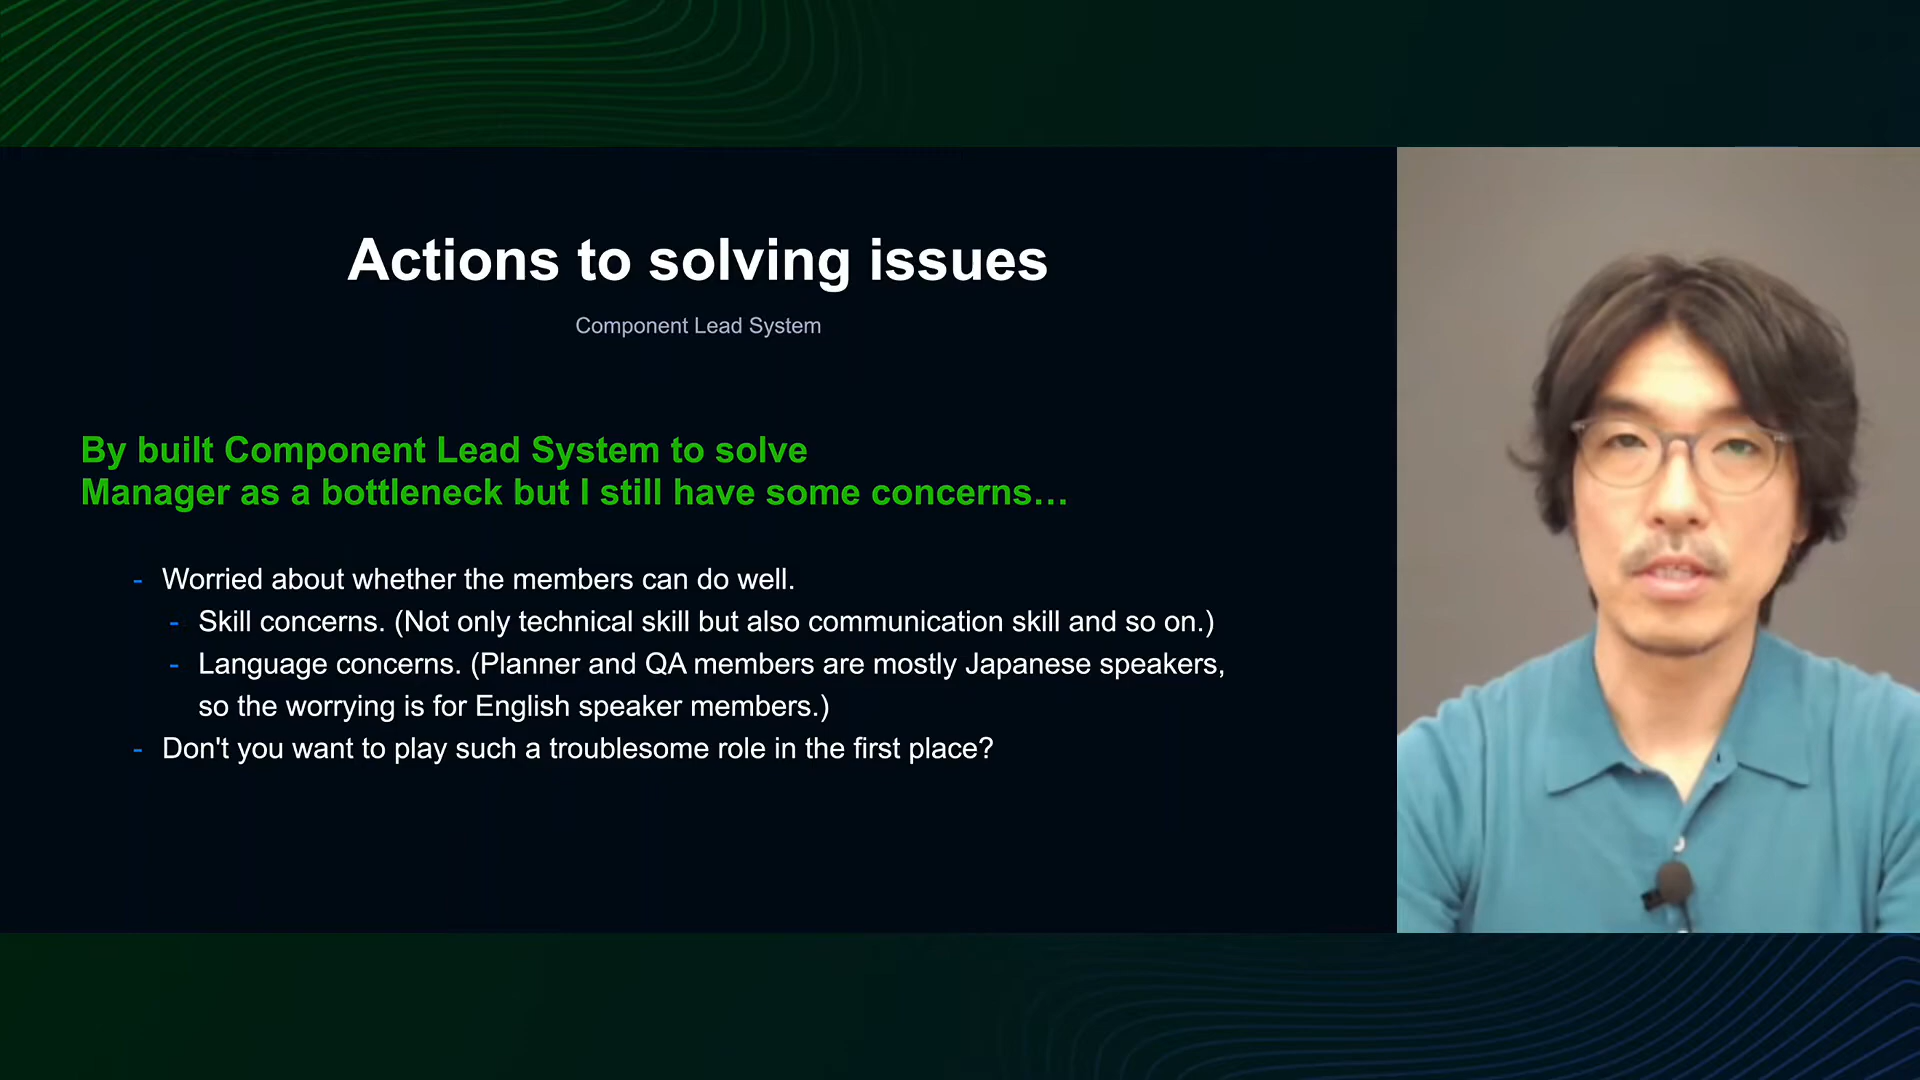 Actions to solving issues
Component Lead System
By built Component Lead System to solve
Manager as a bottleneck but I still have some concerns…
- Worried about whether the members can do well.
- Skill concerns. (Not only technical skill but also communication skill and so on.)
- Language concerns. (Planner and QA members are mostly Japanese speakers,
so the worrying is for English speaker members.)
- Don't you want to play such a troublesome role in the first place?